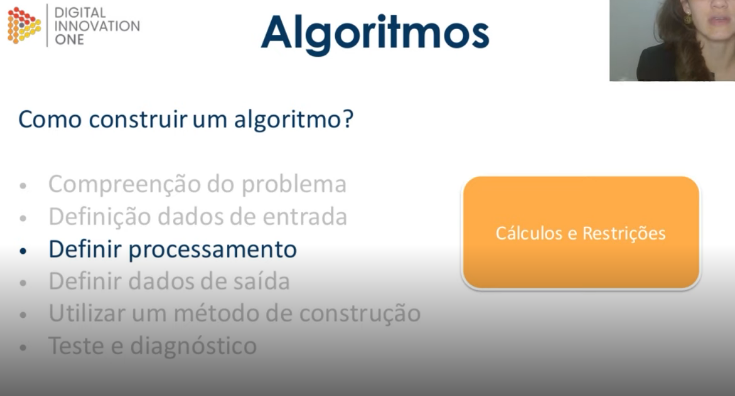 DIGITAL
INNOVATION
ONE
Algoritmos
Como construir um algoritmo?
• Compreenção do problema
• Definição dados de entrada
• Definir processamento
• Definir dados de saída
• Utilizar um método de construção
• Teste e diagnóstico
Cálculos e Restrições